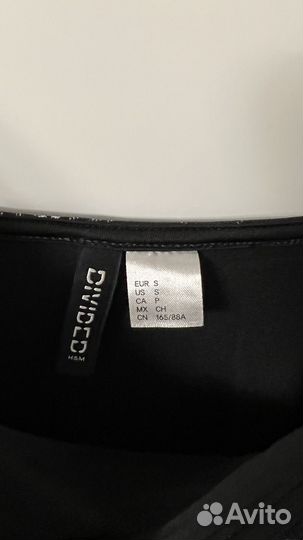 DIVIDED
H&M
EUR S
US S
CA P
MX CH
CN 165/88A
Avito